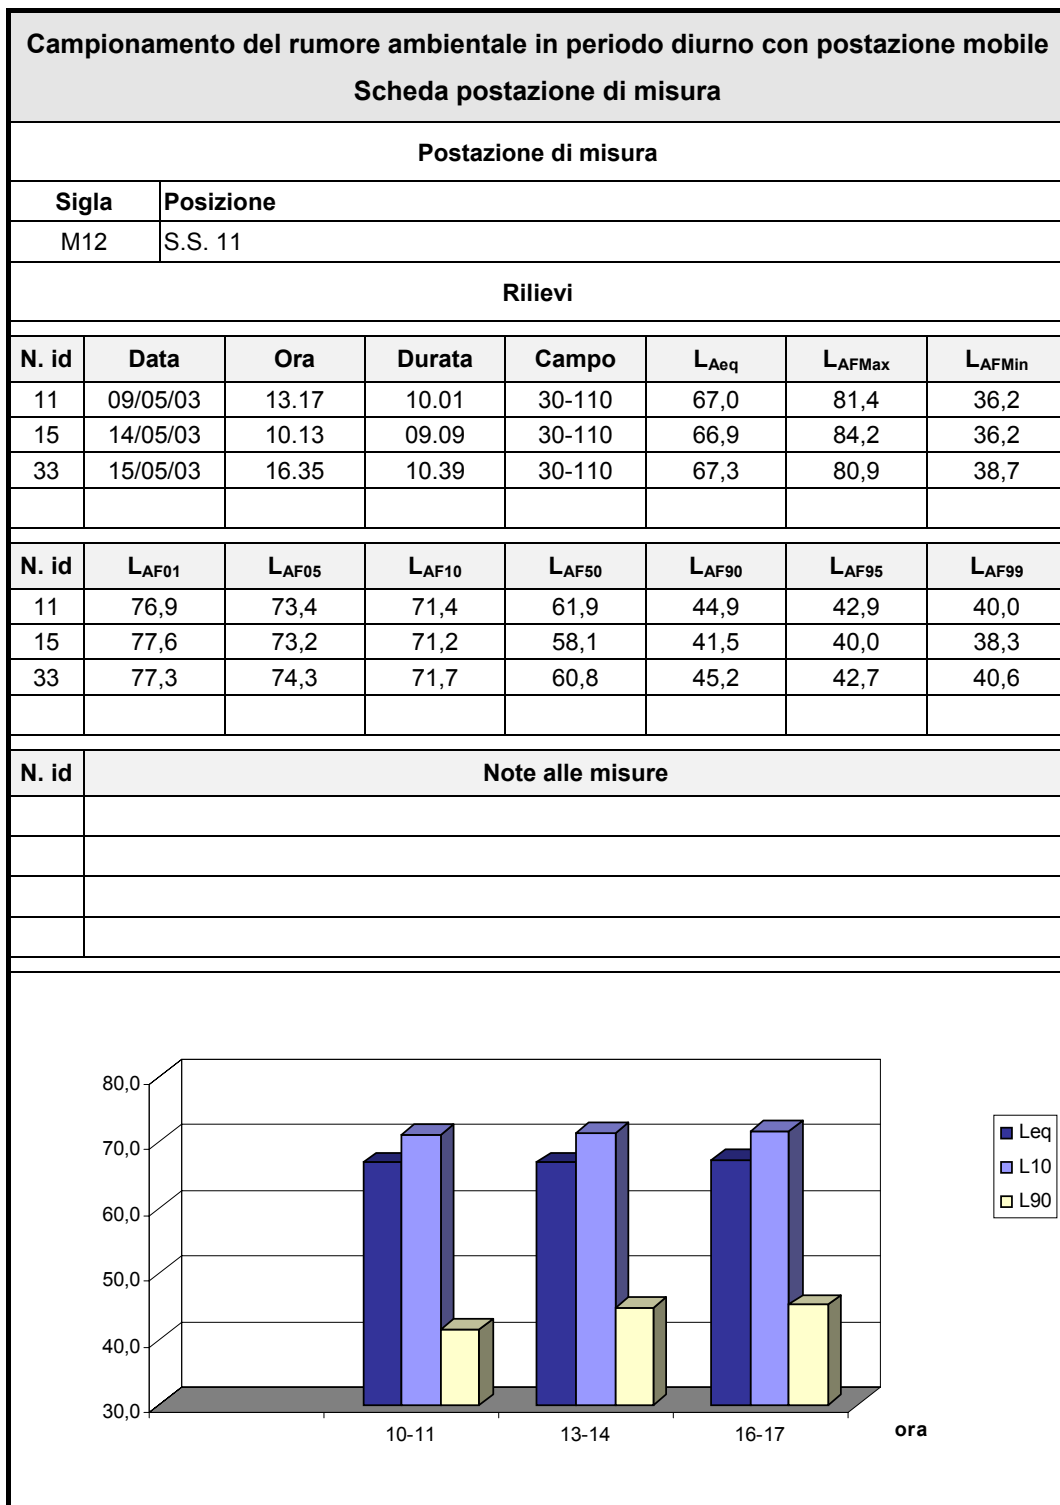 Campionamento del rumore ambientale in periodo diurno con postazione mobile
Scheda postazione di misura
Postazione di misura
Sigla Posizione
M12 S.S. 11
Rilievi
N. id Data Ora Durata Campo LAeq LAFMax LAFMin
11 09/05/03 13.17 10.01 30-110 67,0 81,4 36,2
15 14/05/03 10.13 09.09 30-110 66,9 84,2 36,2
33 15/05/03 16.35 10.39 30-110 67,3 80,9 38,7
N. id LAF01 LAF05 LAF10 LAF50 LAF90 LAF95 LAF99
11 76,9 73,4 71,4 61,9 44,9 42,9 40,0
15 77,6 73,2 71,2 58,1 41,5 40,0 38,3
33 77,3 74,3 71,7 60,8 45,2 42,7 40,6
N. id Note alle misure
80,0
70,0
60,0
50,0
40,0
30,0
10-11 13-14 16-17 ora
Leq
L10
L90